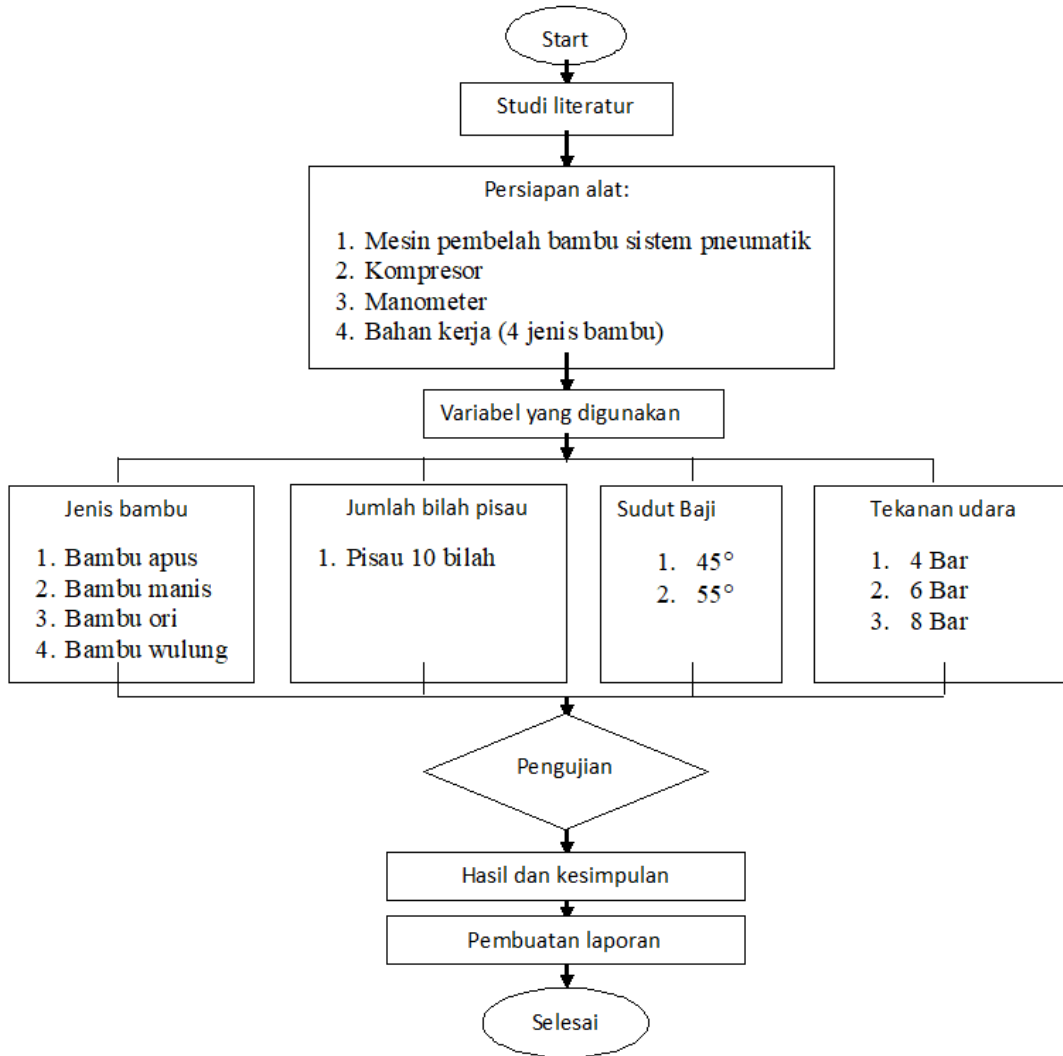 Start
Studi literatur
Persiapan alat:
1. Mesin pembelah bambu sistem pneumatik
2. Kompresor
3. Manometer
4. Bahan kerja (4 jenis bambu)
Variabel yang digunakan
Jenis bambu
1. Bambu apus
2. Bambu manis
3. Bambu ori
4. Bambu wulung
Jumlah bilah pisau
1. Pisau 10 bilah
Sudut Baji
1. 45°
2. 55°
Tekanan udara
1. 4 Bar
2. 6 Bar
3. 8 Bar
Pengujian
Hasil dan kesimpulan
Pembuatan laporan
Selesai